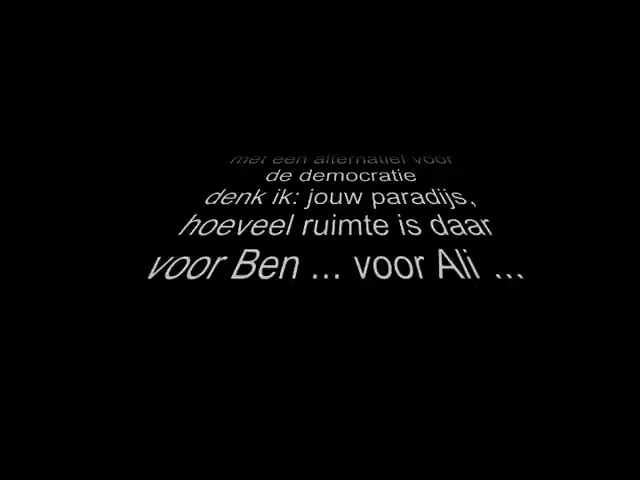 met een alternatief voor
de democratie
denk ik: jouw paradijs,
hoeveel ruimte is daar
voor Ben ... voor Ali ...